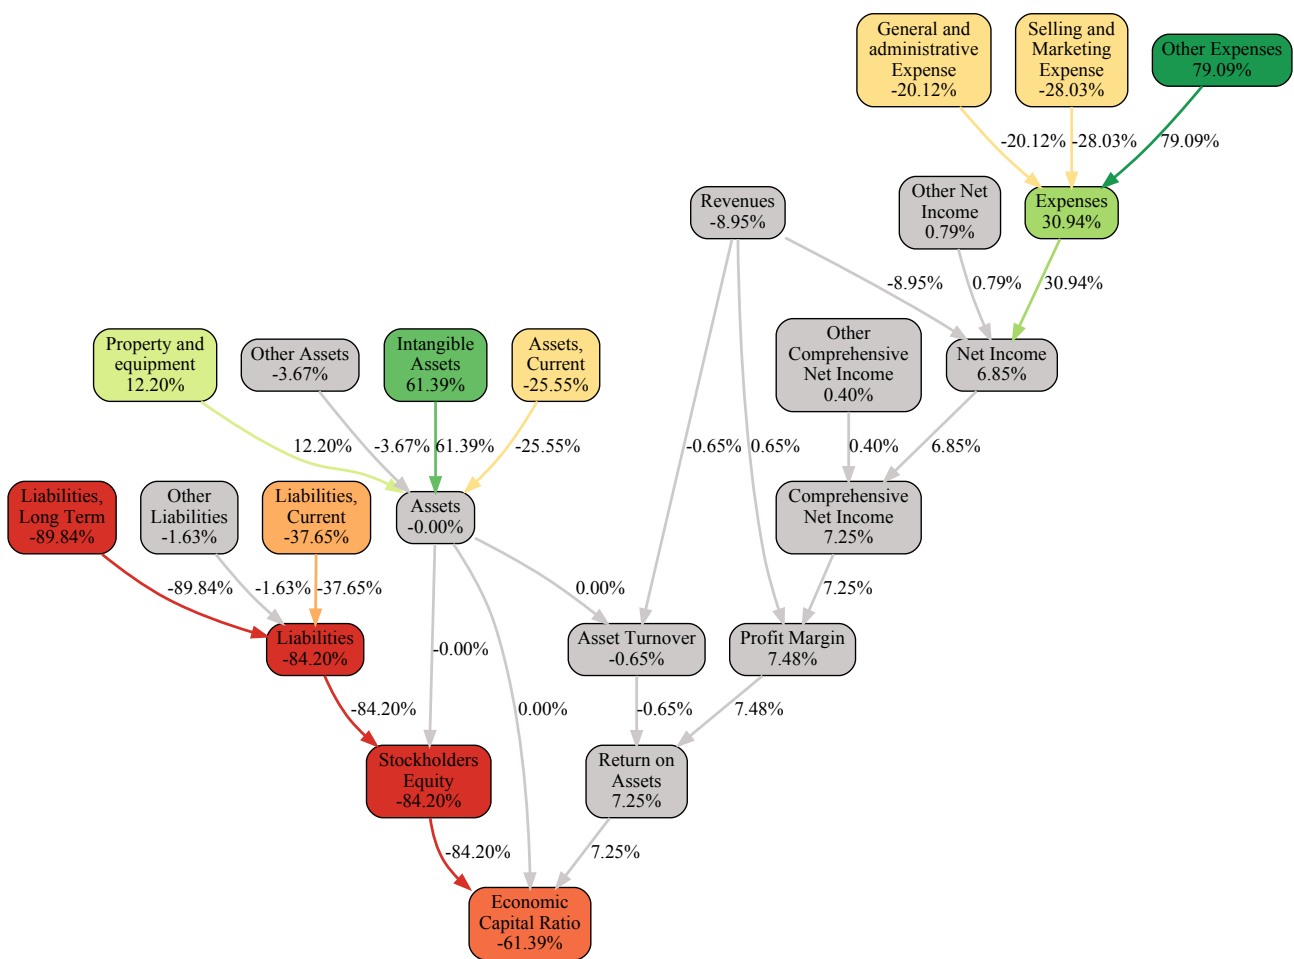 General and
administrative
Expense
-20.12%
Selling and
Marketing
Expense
-28.03%
Other Expenses
79.09%
-20.12%
-28.03%
79.09%
Revenues
-8.95%
Other Net
Income
0.79%
Expenses
30.94%
-8.95%
0.79%
30.94%
Property and
equipment
12.20%
Other Assets
-3.67%
Intangible
Assets
61.39%
Assets,
Current
-25.55%
Other
Comprehensive
Net Income
0.40%
Net Income
6.85%
12.20%
-3.67%
61.39%
-25.55%
-0.65%
0.65%
0.40%
6.85%
Liabilities,
Long Term
-89.84%
Other
Liabilities
-1.63%
Liabilities,
Current
-37.65%
Assets
-0.00%
Comprehensive
Net Income
7.25%
-89.84%
-1.63%
-37.65%
0.00%
7.25%
Liabilities
-84.20%
-0.00%
Asset Turnover
-0.65%
Profit Margin
7.48%
-84.20%
0.00%
-0.65%
7.48%
Stockholders
Equity
-84.20%
Return on
Assets
7.25%
-84.20%
7.25%
Economic
Capital Ratio
-61.39%